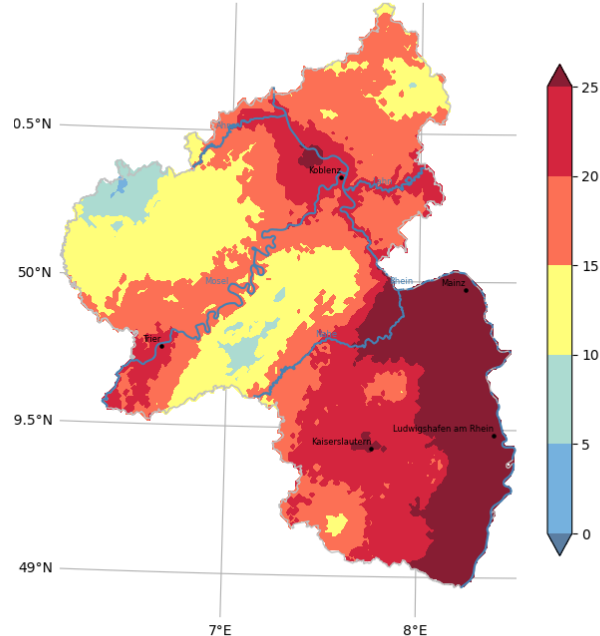 25
0.5°N
20
Koblenz
15
50°N
Mosel
Rhein
Mainz
10
Trier
5
9.5°N
Kaiserslautern
Ludwigshafen am Rhein
0
49°N
7°E
8°E